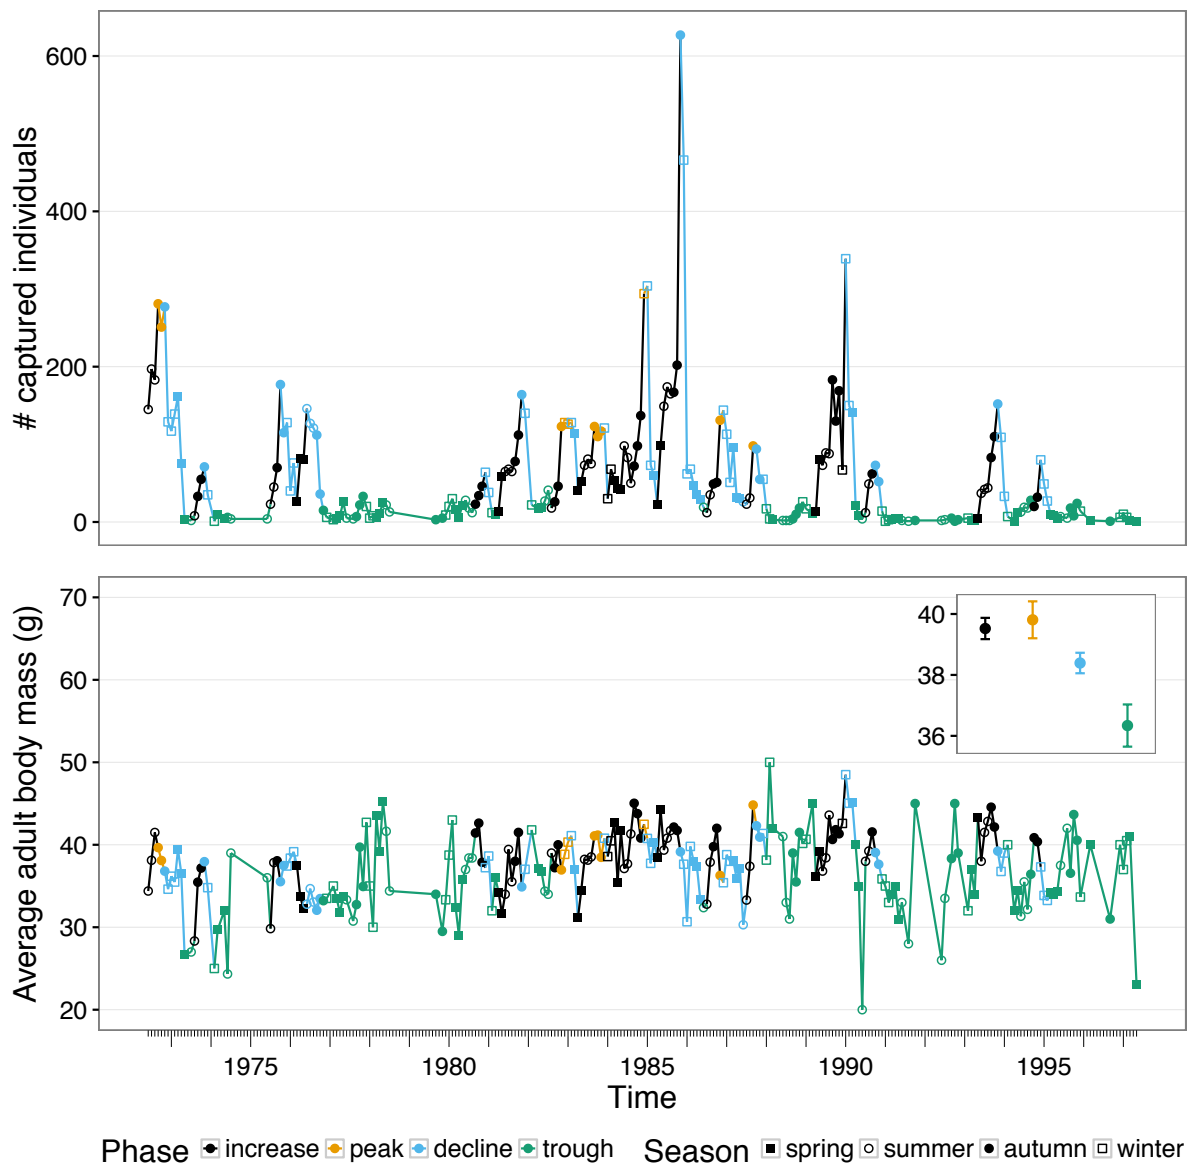 # captured individuals
600
400
200
0
Average adult body mass (g)
70
60
50
40
30
20
40
38
36
1975 1980 1985 1990 1995
Time
Phase increase peak decline trough Season spring summer autumn winter